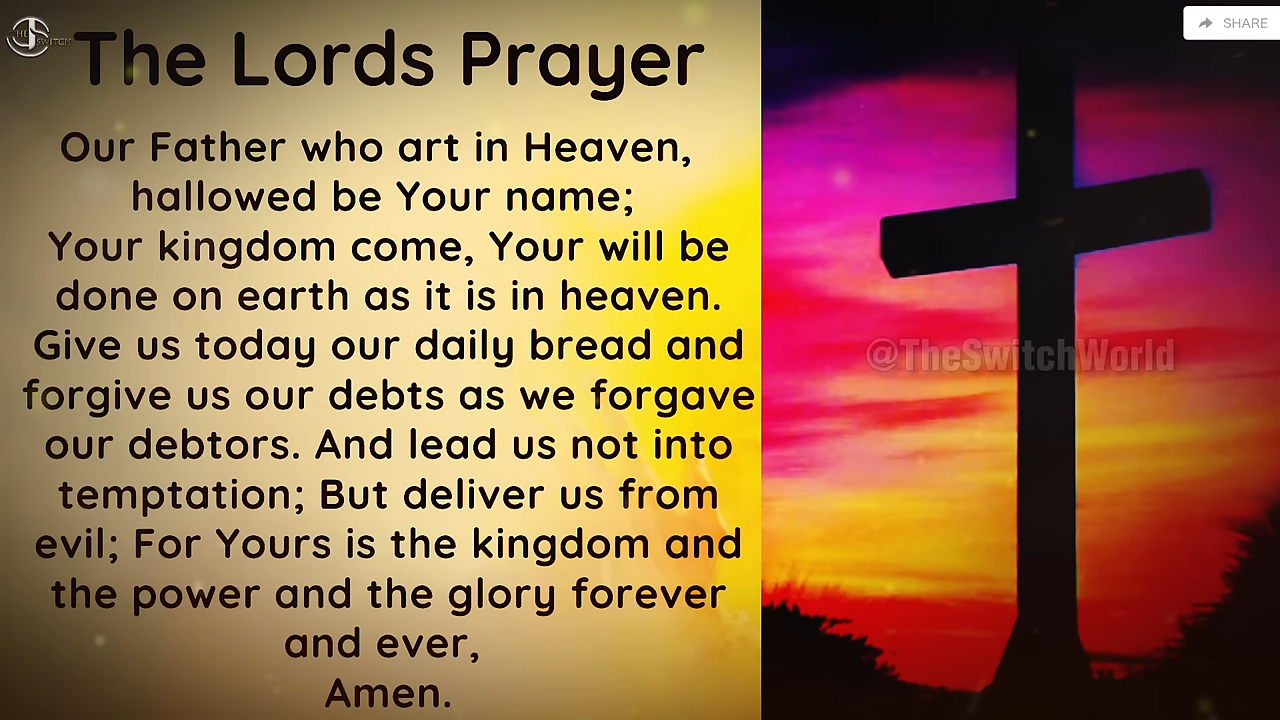 THE
SWITCH
The Lords Prayer
Our Father who art in Heaven,
hallowed be Your name;
Your kingdom come, Your will be
done on earth as it is in heaven.
Give us today our daily bread and
forgive us our debts as we forgave
our debtors. And lead us not into
temptation; But deliver us from
evil; For Yours is the kingdom and
the power and the glory forever
and ever,
Amen.
SHARE
@TheSwitchWorld